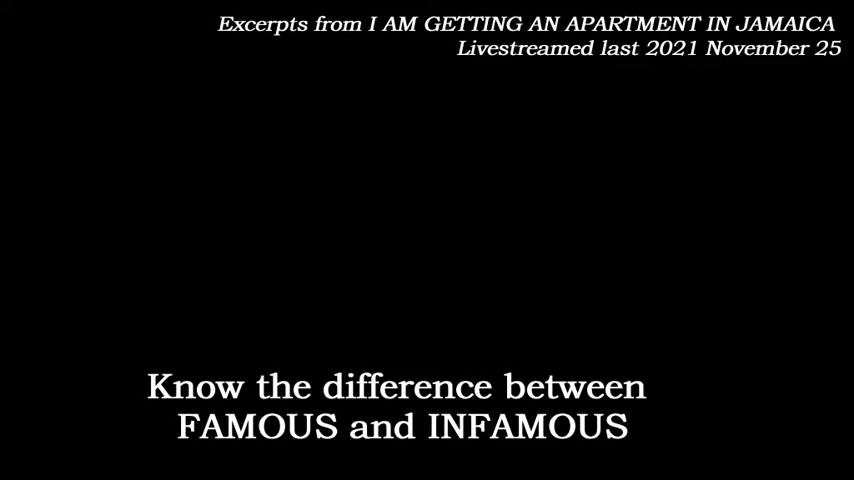 Excerpts from I AM GETTING AN APARTMENT IN JAMAICA
Livestreamed last 2021 November 25
Know the difference between
FAMOUS and INFAMOUS